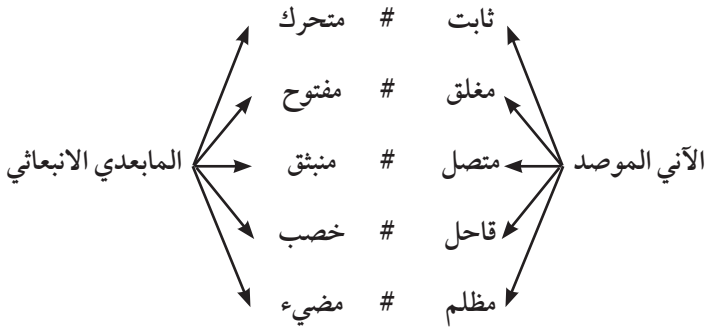 ثابت # متحرك
مغلق # مفتوح
الآني الموصد متصل # منبثق المابعدي الانبعاثي
قاحل # خصب
مظلم # مضيء